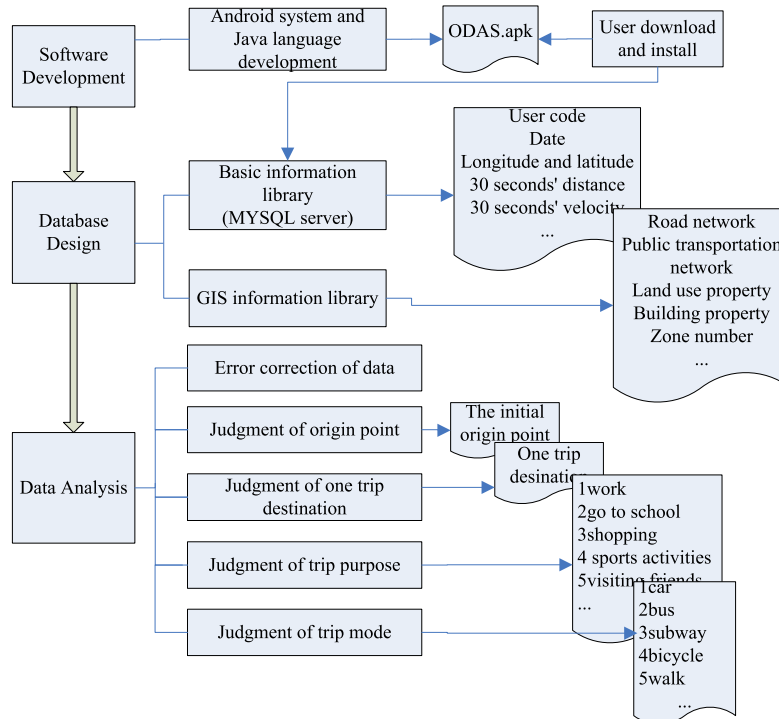 Software
Development
Android system and
Java language
development
ODAS.apk
User download
and install
Database
Design
Basic information
library
(MYSQL server)
User code
Date
Longitude and latitude
30 seconds' distance
30 seconds' velocity
...
GIS information library
Road network
Public transportation
network
Land use property
Building property
Zone number
...
Data Analysis
Error correction of data
Judgment of origin point
The initial
origin point
Judgment of one trip
destination
One trip
desination
Judgment of trip purpose
1work
2go to school
3shopping
4 sports activities
5visiting friends
...
Judgment of trip mode
1car
2bus
3subway
4bicycle
5walk
...